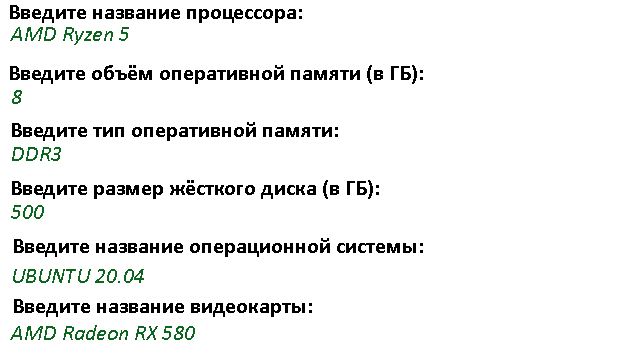 Введите название процессора:
AMD Ryzen 5
Введите объём оперативной памяти (в ГБ):
8
Введите тип оперативной памяти:
DDR3
Введите размер жёсткого диска (в ГБ):
500
Введите название операционной системы:
UBUNTU 20.04
Введите название видеокарты:
AMD Radeon RX 580